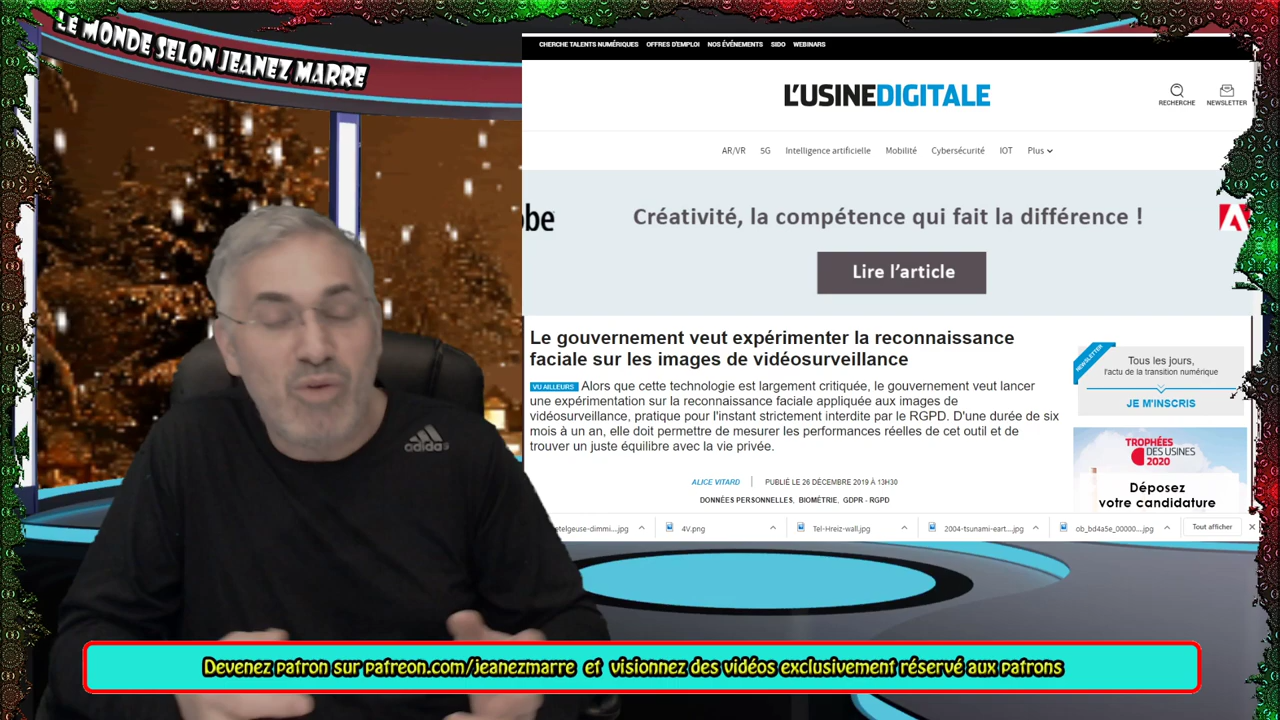 LE MONDE SELON JEANEZ MARRE
CHERCHE TALENTS NUMÉRIQUES OFFRES D'EMPLOI NOS ÉVÉNEMENTS SIDO WEBINARS
L'USINEDIGITALE
RECHERCHE NEWSLETTER
AR/VR 5G Intelligence artificielle Mobilité Cybersécurité IOT Plus
Créativité, la compétence qui fait la différence !
Lire l'article
Le gouvernement veut expérimenter la reconnaissance
faciale sur les images de vidéosurveillance
VU AILLEURS Alors que cette technologie est largement critiquée, le gouvernement veut lancer
une expérimentation sur la reconnaissance faciale appliquée aux images de
vidéosurveillance, pratique pour l'instant strictement interdite par le RGPD. D'une durée de six
mois à un an, elle doit permettre de mesurer les performances réelles de cet outil et de
trouver un juste équilibre avec la vie privée.
ALICE VITARD | PUBLIÉ LE 26 DÉCEMBRE 2019 À 13H30
DONNÉES PERSONNELLES, BIOMÉTRIE, GDPR - RGPD
NEWSLETTER
Tous les jours,
l'actu de la transition numérique
JE M'INSCRIS
TROPHÉES
DES USINES
2020
Déposez
votre candidature
4V.png Tel-Hreiz-wall.jpg 2004-tsunami-eart....jpg ob_bd4a5e_00000....jpg Tout afficher
adidas
Devenez patron sur patreon.com/jeanezmarre et visionnez des vidéos exclusivement réservé aux patrons